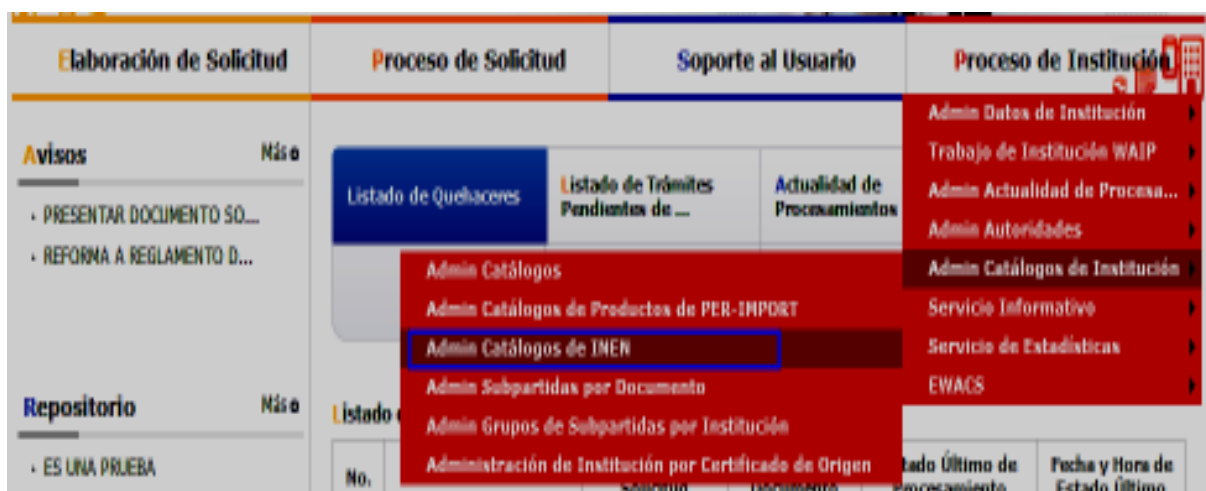 Elaboración de Solicitud
Proceso de Solicitud
Soporte al Usuario
Proceso de Institución
Avisos
Más
PRESENTAR DOCUMENTO SO....
REFORMA A REGLAMENTO D...
Listado de Quehaceres
Listado de Trámites
Pendientes de ...
Actualidad de
Procesamientos
Admin Datos de Institución
Trabajo de Institución WAIP
Admin Actualidad de Procesa...
Admin Autoridades
Admin Catálogos de Institución
Servicio Informativo
Servicio de Estadísticas
EWACS
Admin Catálogos
Admin Catálogos de Productos de PER-IMPORT
Admin Catálogos de INEN
Admin Subpartidas por Documento
Admin Grupos de Subpartidas por Institución
Administración de Institución por Certificado de Origen
Repositorio
Más
ES UNA PRUEBA
Listado
No.
Último de
Fecha y Hora de
Estado Último